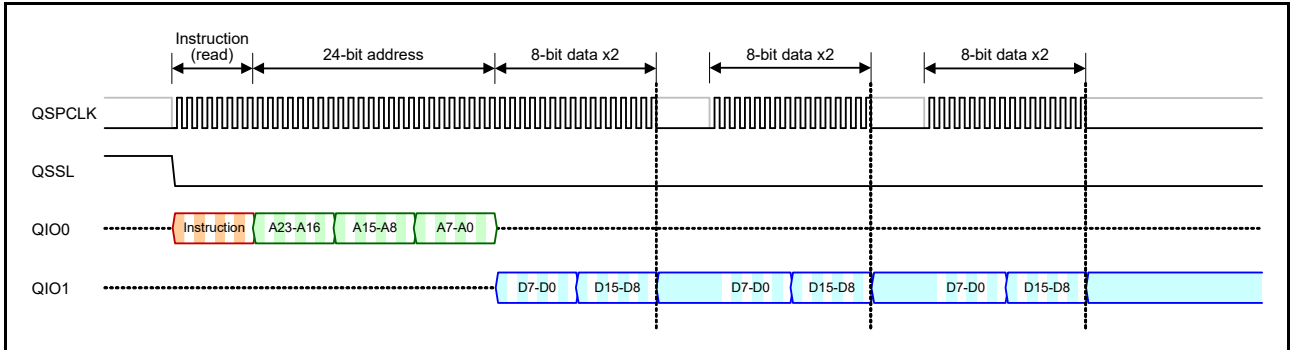 Instruction
(read)
24-bit address
8-bit data x2
8-bit data x2
8-bit data x2
QSPCLK
QSSL
QIO0
Instruction
A23-A16
A15-A8
A7-A0
QIO1
D7-D0
D15-D8
D7-D0
D15-D8
D7-D0
D15-D8